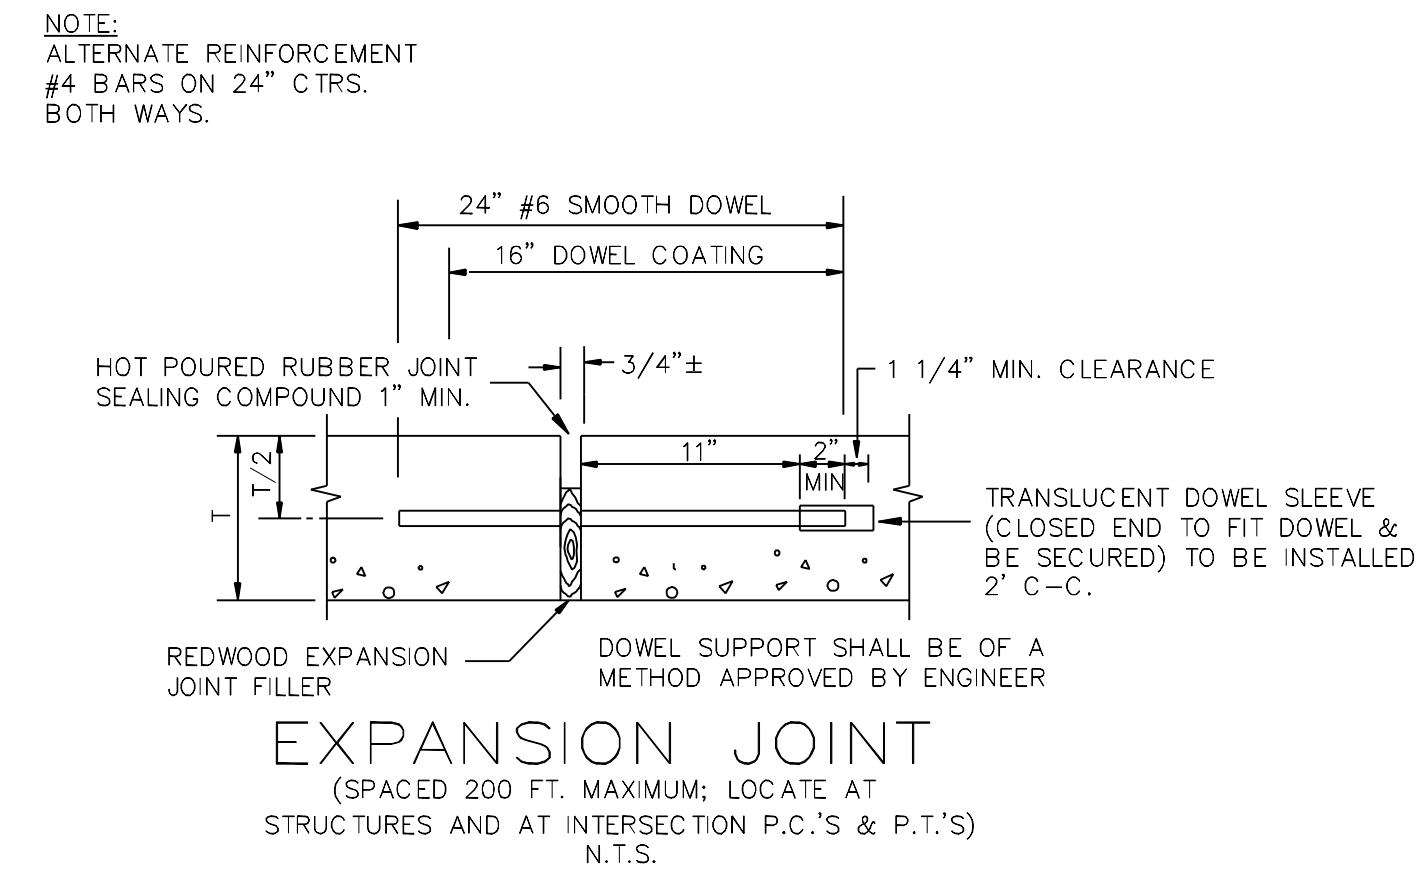 NOTE:
ALTERNATE REINFORCEMENT
#4 BARS ON 24" CTRS.
BOTH WAYS.
24" #6 SMOOTH DOWEL
16" DOWEL COATING
HOT POURED RUBBER JOINT
SEALING COMPOUND 1" MIN.
3/4"±
1 1/4" MIN. CLEARANCE
11"
2"
MIN
T/2
T
TRANSLUCENT DOWEL SLEEVE
(CLOSED END TO FIT DOWEL &
BE SECURED) TO BE INSTALLED
2' C-C.
REDWOOD EXPANSION
JOINT FILLER
DOWEL SUPPORT SHALL BE OF A
METHOD APPROVED BY ENGINEER
EXPANSION JOINT
(SPACED 200 FT. MAXIMUM; LOCATE AT
STRUCTURES AND AT INTERSECTION P.C.'S & P.T.'S)
N.T.S.